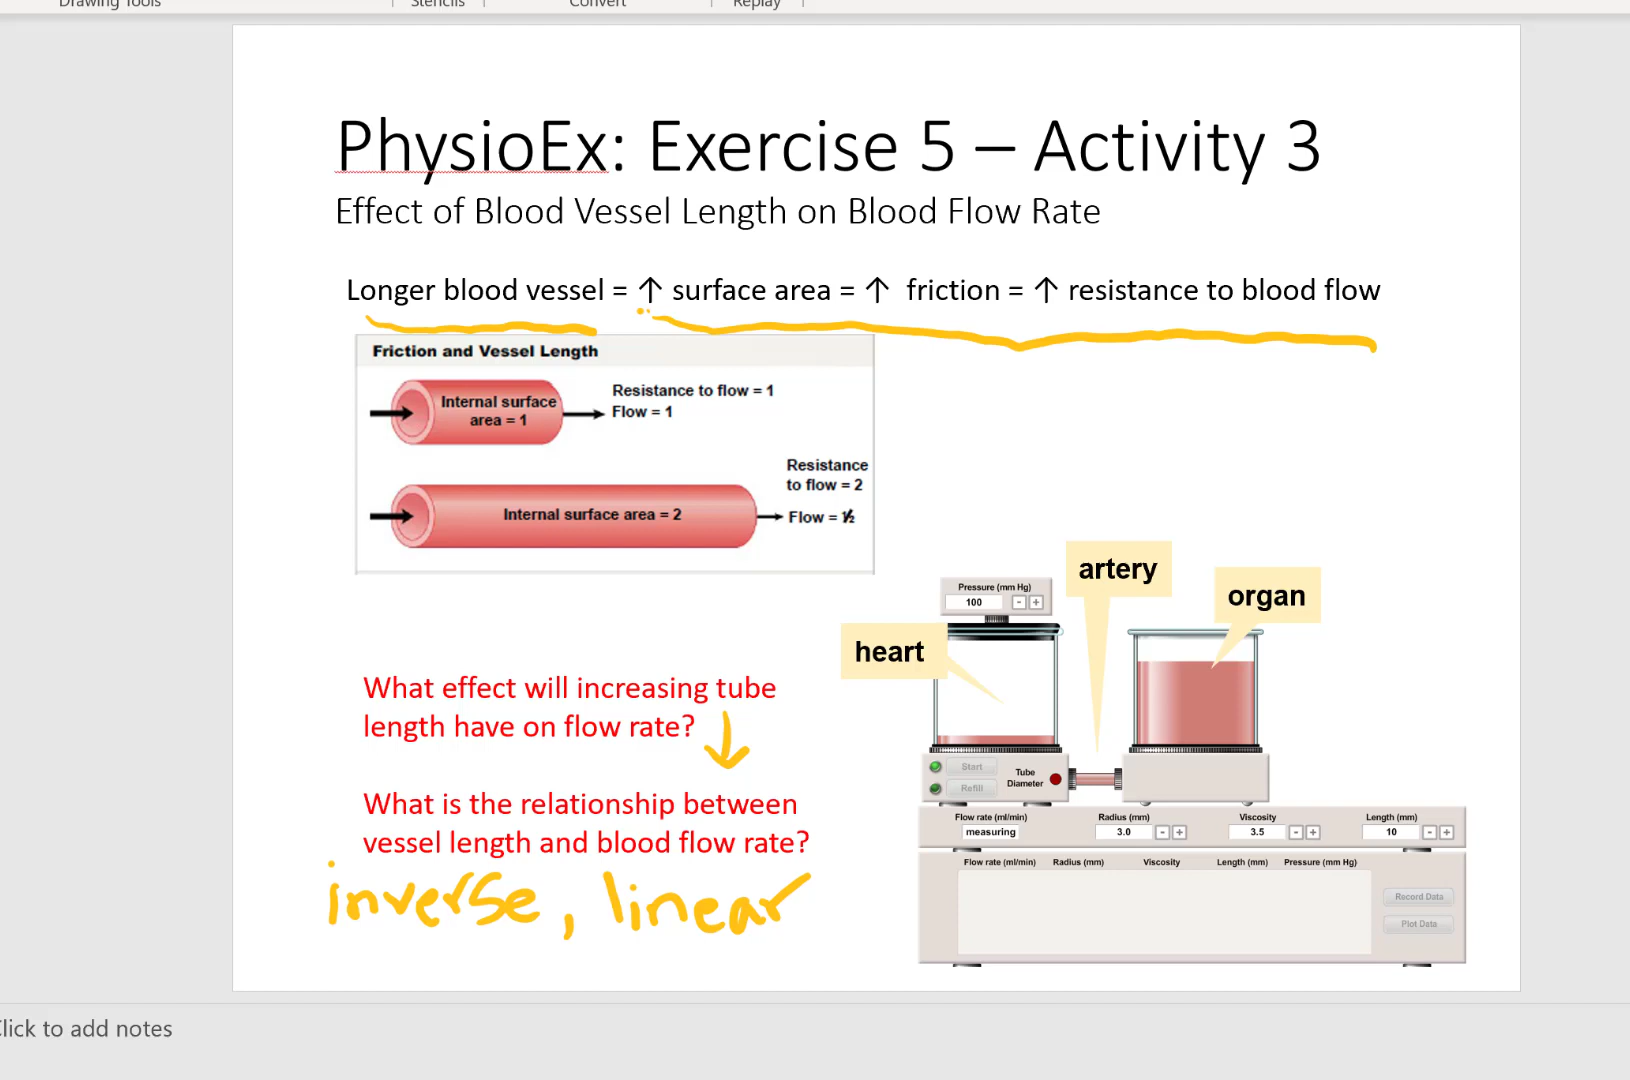 Drawing Tools
Stencils
Convert
Replay
PhysioEx: Exercise 5 – Activity 3
Effect of Blood Vessel Length on Blood Flow Rate
Longer blood vessel = ↑ surface area = ↑ friction = ↑ resistance to blood flow
Friction and Vessel Length
Internal surface
area = 1
Resistance to flow = 1
Flow = 1
Internal surface area = 2
Resistance
to flow = 2
Flow = ½
What effect will increasing tube
length have on flow rate? ↓
What is the relationship between
vessel length and blood flow rate?
inverse, linear
heart
artery
organ
Pressure (mm Hg)
100 - +
Start
Refill
Tube
Diameter
Flow rate (ml/min) Radius (mm) Viscosity Length (mm)
measuring 3.0 - + 3.5 - + 10 - +
Flow rate (ml/min) Radius (mm) Viscosity Length (mm) Pressure (mm Hg)
Record Data
Plot Data
lick to add notes